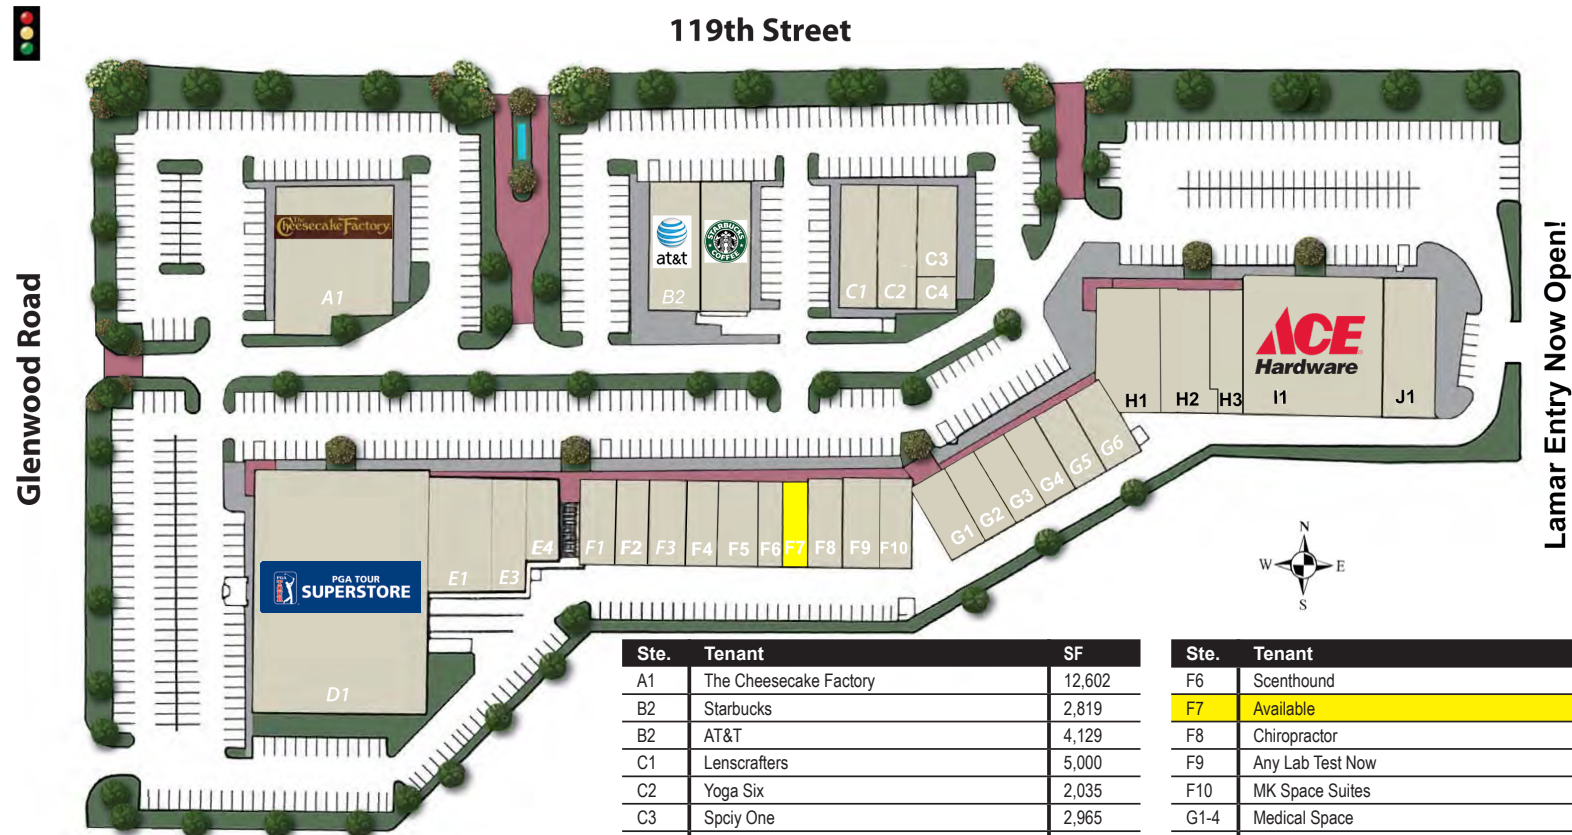 119th Street
Glenwood Road
Lamar Entry Now Open!
The
Cheesecake Factory
A1
at&t
B2
STARBUCKS
COFFEE
C1
C2
C3
C4
ACE
Hardware
H1
H2
H3
I1
J1
G1
G2
G3
G4
G5
G6
PGA TOUR
SUPERSTORE
D1
E1
E3
E4
F1
F2
F3
F4
F5
F6
F7
F8
F9
F10
N
W E
S
Ste. Tenant SF
A1 The Cheesecake Factory 12,602
B2 Starbucks 2,819
B2 AT&T 4,129
C1 Lenscrafters 5,000
C2 Yoga Six 2,035
C3 Spciy One 2,965
Ste. Tenant
F6 Scenthound
F7 Available
F8 Chiropractor
F9 Any Lab Test Now
F10 MK Space Suites
G1-4 Medical Space